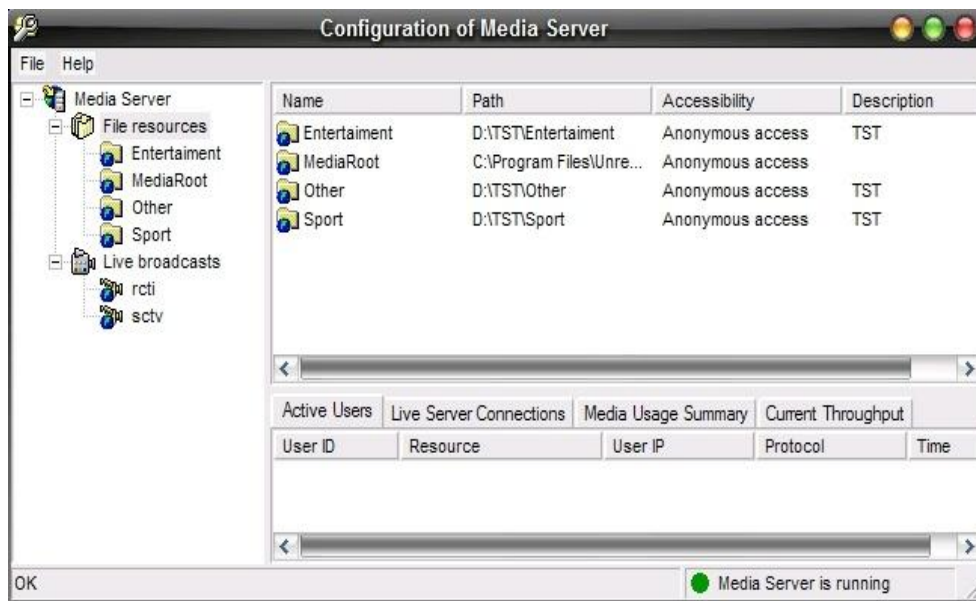 Configuration of Media Server
File Help
Media Server
File resources
Entertaiment
MediaRoot
Other
Sport
Live broadcasts
rcti
sctv
Name Path Accessibility Description
Entertaiment D:\TST\Entertaiment Anonymous access TST
MediaRoot C:\Program Files\Unre... Anonymous access
Other D:\TST\Other Anonymous access TST
Sport D:\TST\Sport Anonymous access TST
Active Users Live Server Connections Media Usage Summary Current Throughput
User ID Resource User IP Protocol Time
OK Media Server is running